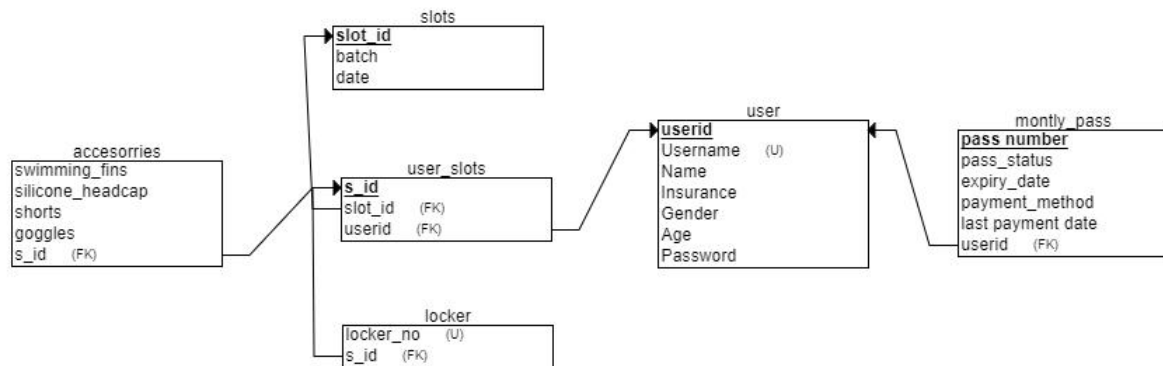 slots
slot_id
batch
date
accesorries
swimming_fins
silicone_headcap
shorts
goggles
s_id (FK)
user_slots
s_id
slot_id (FK)
userid (FK)
locker
locker_no (U)
s_id (FK)
user
userid
Username (U)
Name
Insurance
Gender
Age
Password
montly_pass
pass number
pass_status
expiry_date
payment_method
last payment date
userid (FK)